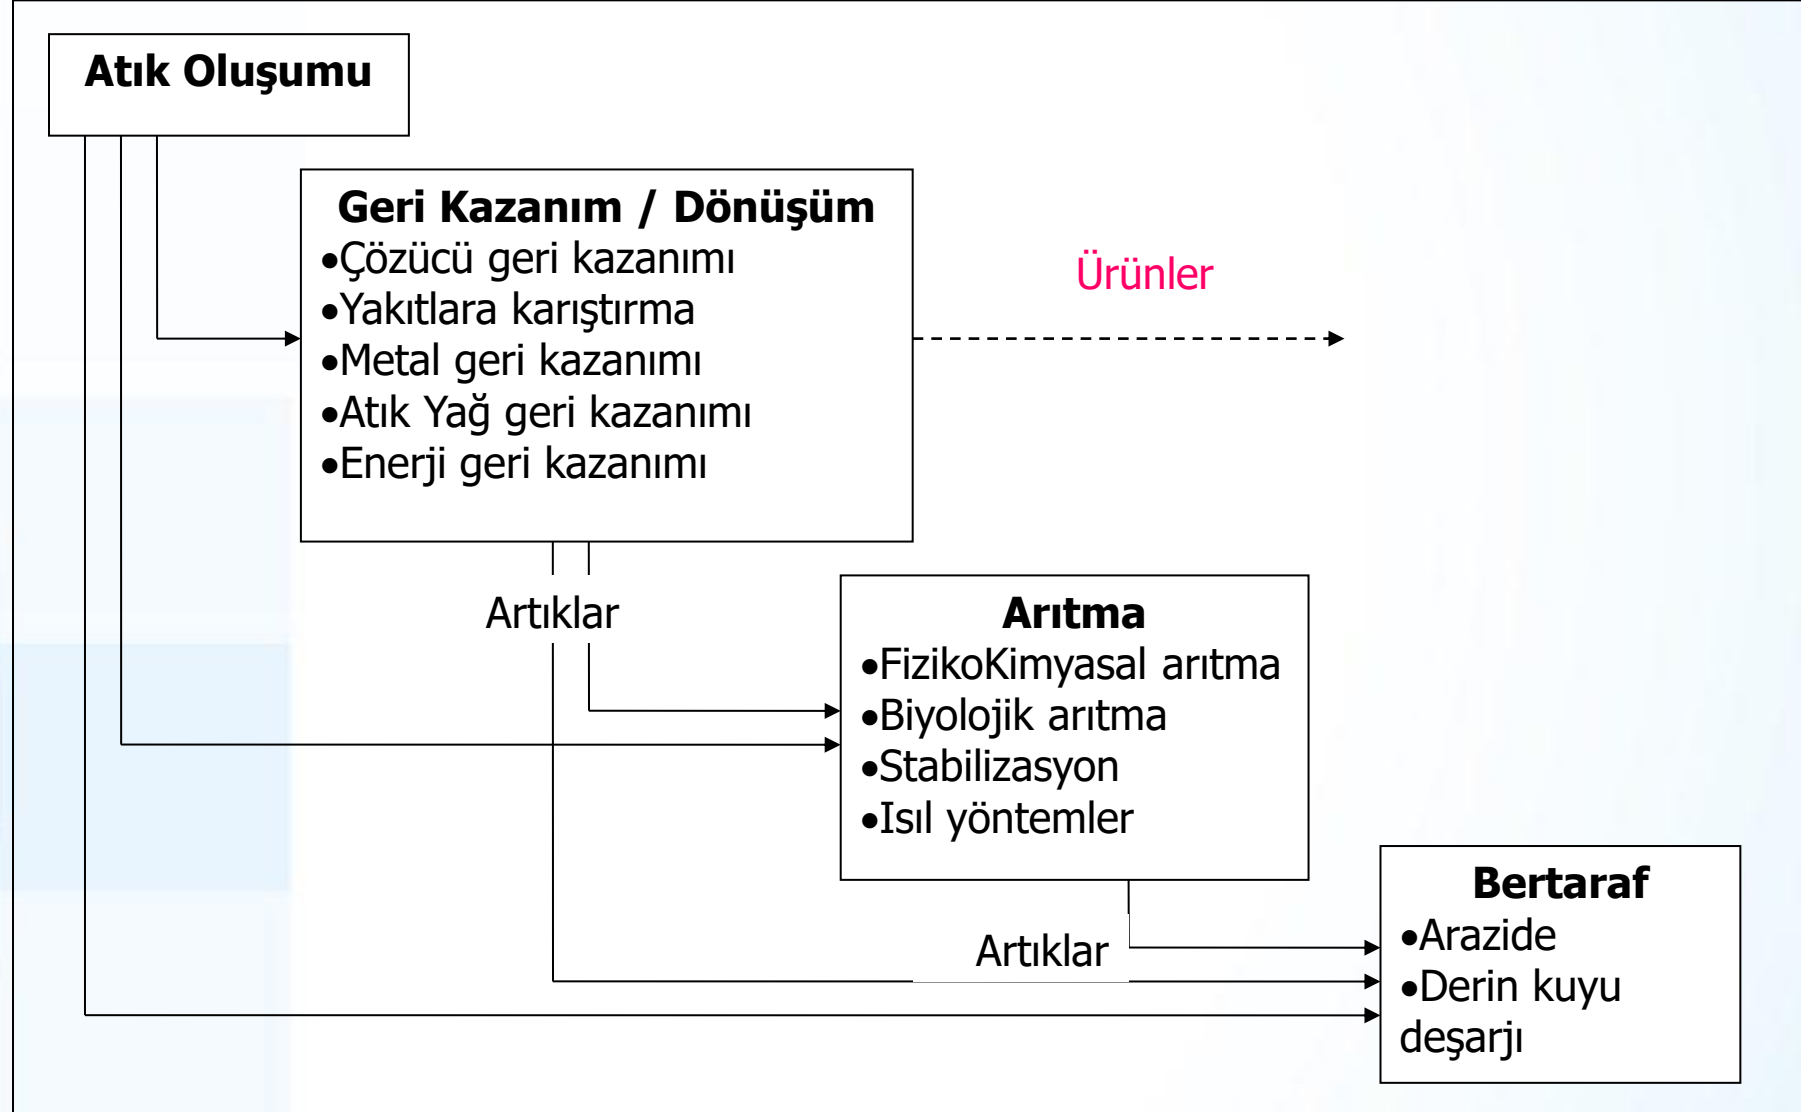 Atık Oluşumu
Geri Kazanım / Dönüşüm
•Çözücü geri kazanımı
•Yakıtlara karıştırma
•Metal geri kazanımı
•Atık Yağ geri kazanımı
•Enerji geri kazanımı
Ürünler
Artıklar
Arıtma
•FizikoKimyasal arıtma
•Biyolojik arıtma
•Stabilizasyon
•Isıl yöntemler
Artıklar
Bertaraf
•Arazide
•Derin kuyu
deşarjı